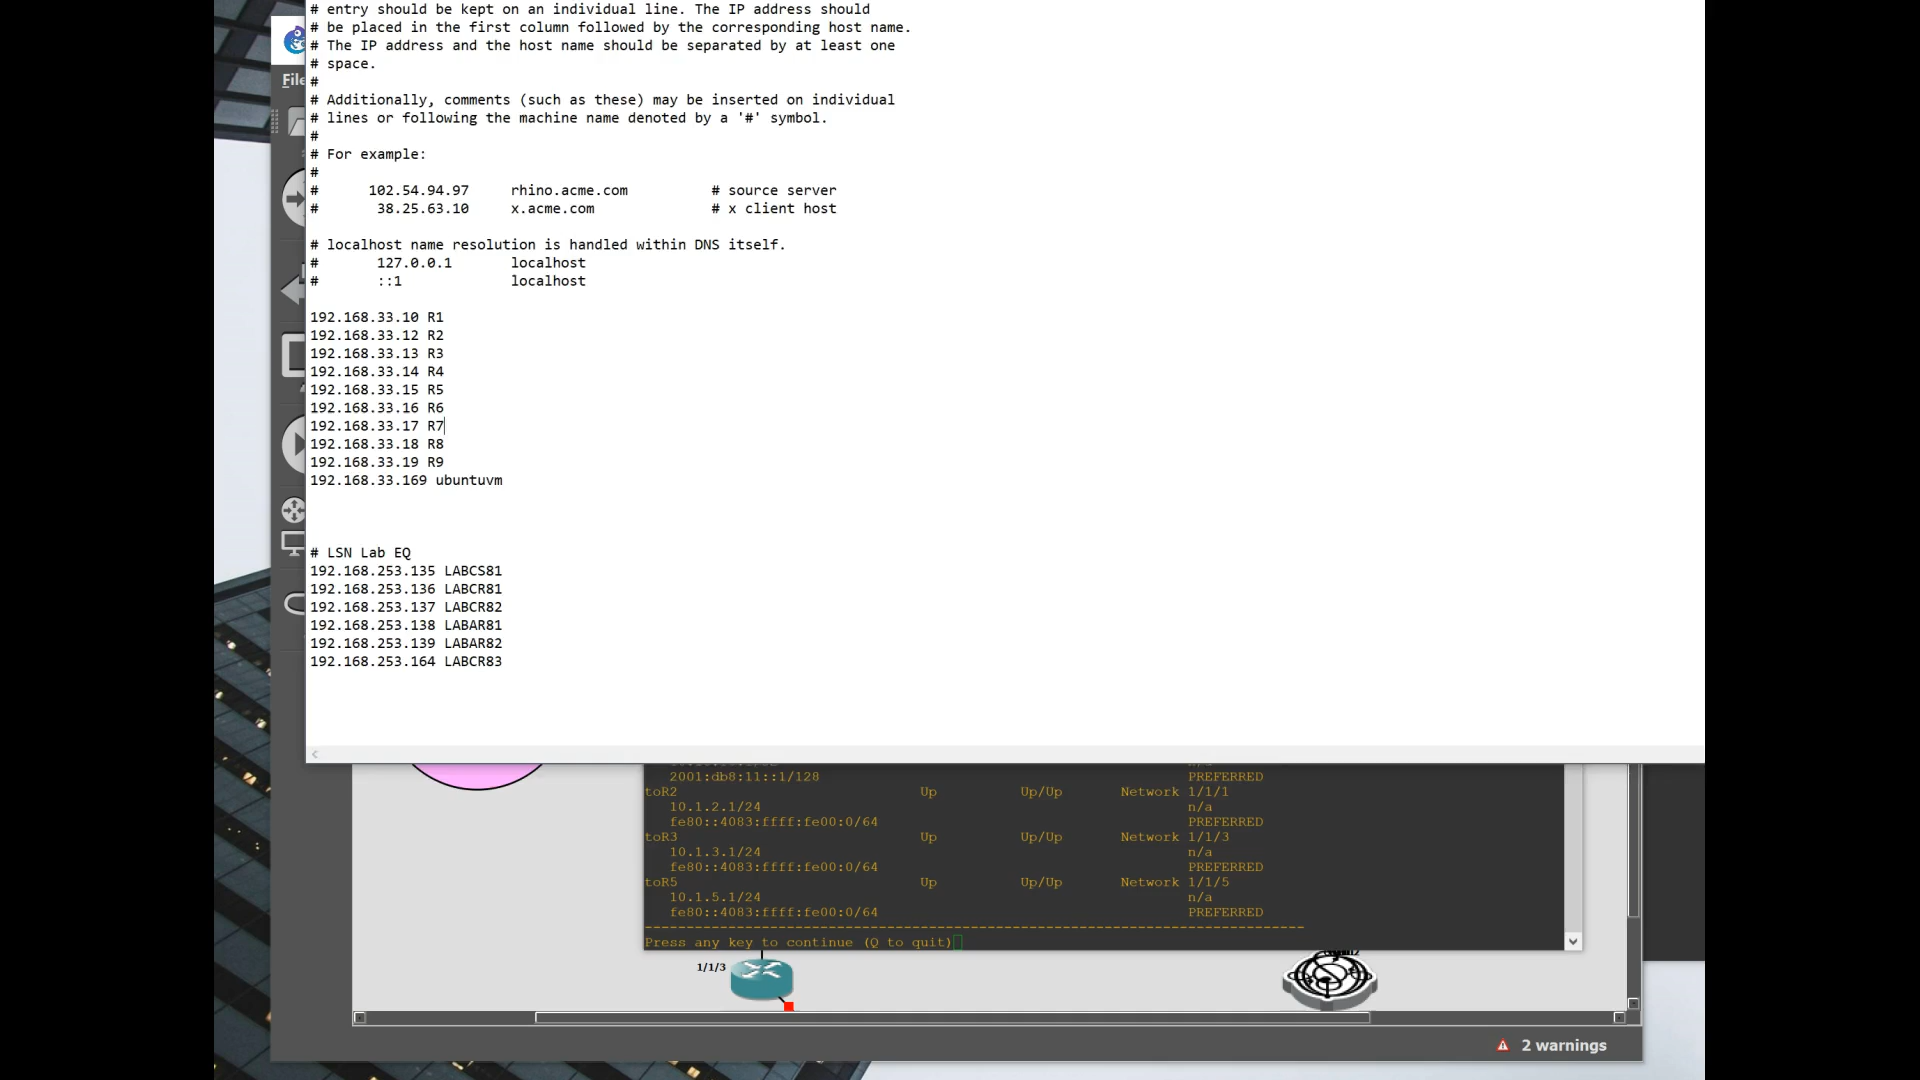 # entry should be kept on an individual line. The IP address should
# be placed in the first column followed by the corresponding host name.
# The IP address and the host name should be separated by at least one
# space.
#
# Additionally, comments (such as these) may be inserted on individual
# lines or following the machine name denoted by a '#' symbol.
#
# For example:
#
#      102.54.94.97     rhino.acme.com          # source server
#       38.25.63.10     x.acme.com              # x client host
# localhost name resolution is handled within DNS itself.
#       127.0.0.1       localhost
#       ::1             localhost
192.168.33.10 R1
192.168.33.12 R2
192.168.33.13 R3
192.168.33.14 R4
192.168.33.15 R5
192.168.33.16 R6
192.168.33.17 R7
192.168.33.18 R8
192.168.33.19 R9
192.168.33.169 ubuntuvm
# LSN Lab EQ
192.168.253.135 LABCS81
192.168.253.136 LABCR81
192.168.253.137 LABCR82
192.168.253.138 LABAR81
192.168.253.139 LABAR82
192.168.253.164 LABCR83
File
2001:db8:11::1/128 PREFERRED
toR2 Up Up/Up Network 1/1/1
10.1.2.1/24 n/a
fe80::4083:ffff:fe00:0/64 PREFERRED
toR3 Up Up/Up Network 1/1/3
10.1.3.1/24 n/a
fe80::4083:ffff:fe00:0/64 PREFERRED
toR5 Up Up/Up Network 1/1/5
10.1.5.1/24 n/a
fe80::4083:ffff:fe00:0/64 PREFERRED
-------------------------------------------------------------------------------
Press any key to continue (Q to quit)
1/1/3
2 warnings